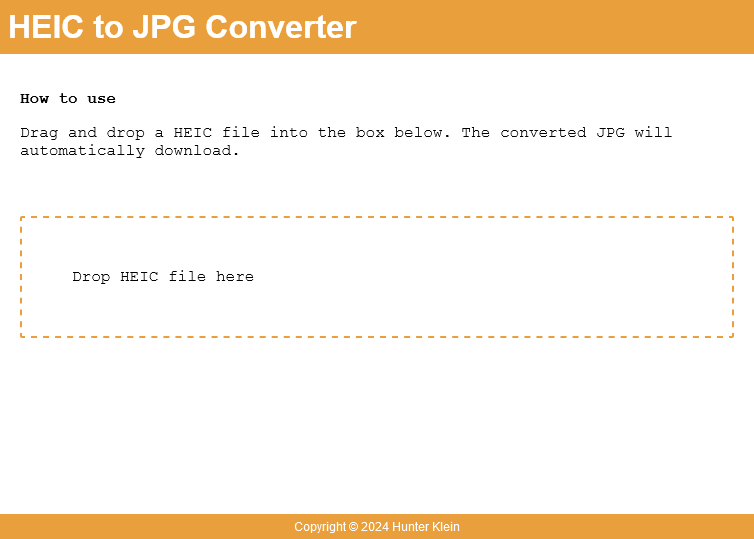 HEIC to JPG Converter
How to use
Drag and drop a HEIC file into the box below. The converted JPG will
automatically download.
Drop HEIC file here
Copyright © 2024 Hunter Klein